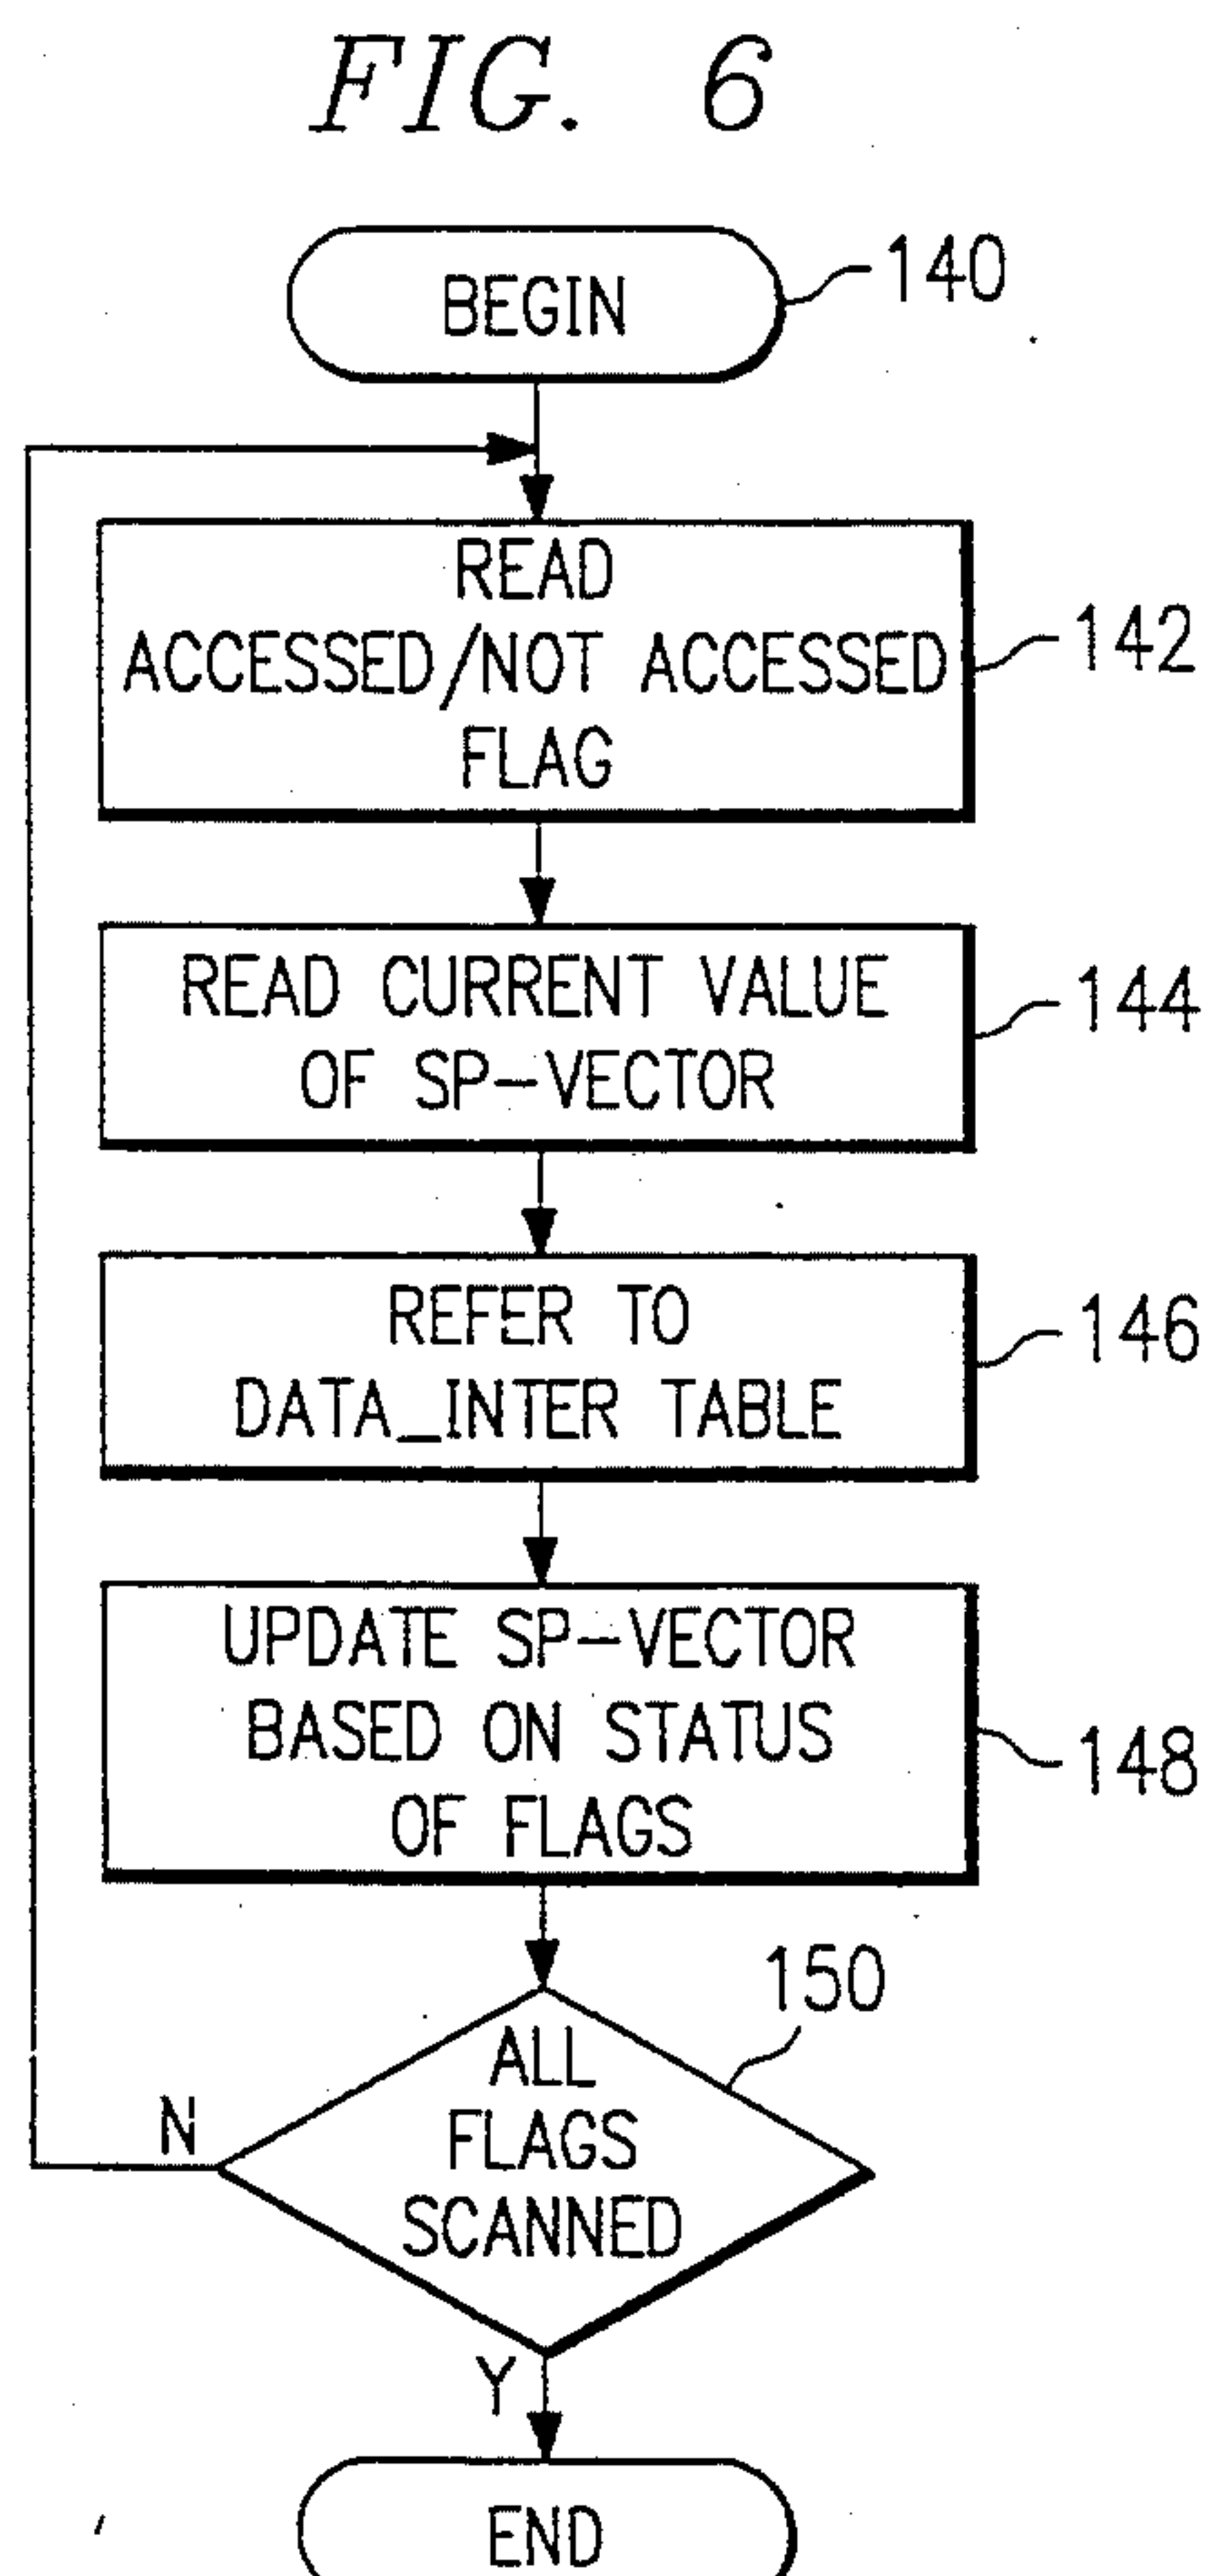 FIG. 6
BEGIN
140
READ
ACCESSED/NOT ACCESSED
FLAG
142
READ CURRENT VALUE
OF SP-VECTOR
144
REFER TO
DATA_INTER TABLE
146
UPDATE SP-VECTOR
BASED ON STATUS
OF FLAGS
148
150
ALL
FLAGS
SCANNED
N
Y
END